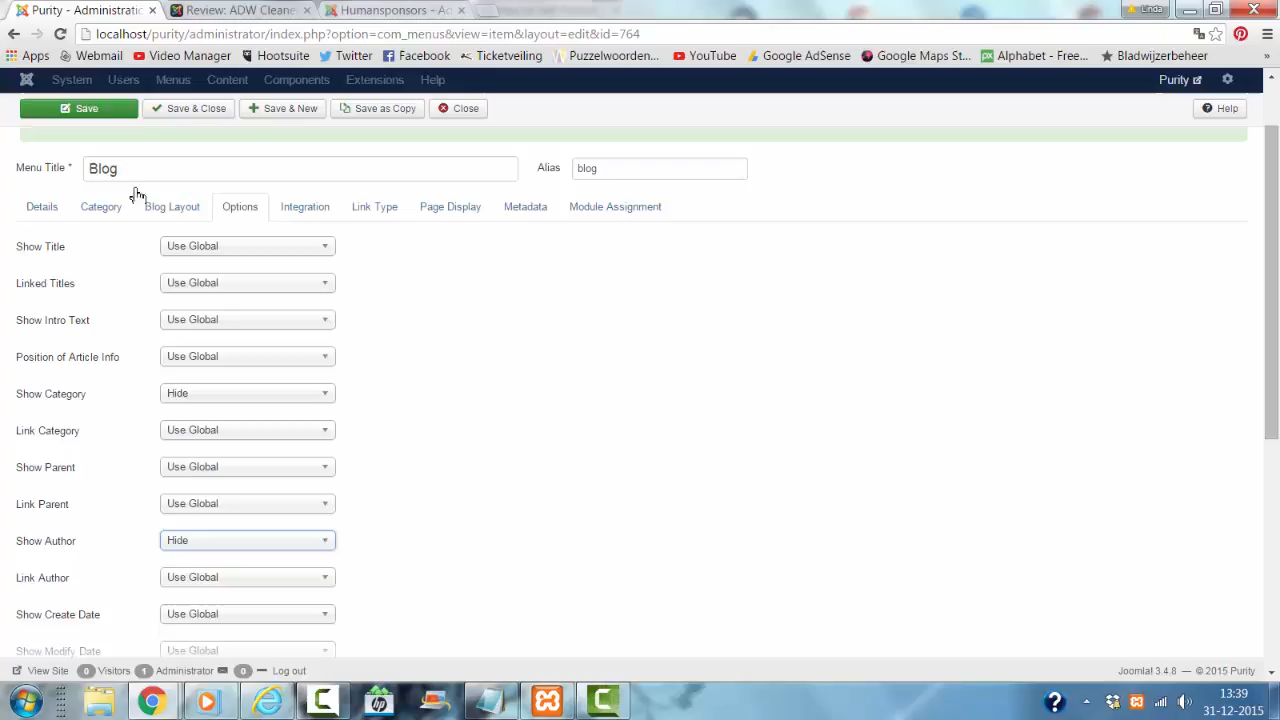 Purity - Administratio
Review: ADW Cleane
Humansponsors - Ad
Linda
localhost/purity/administrator/index.php?option=com_menus&view=item&layout=edit&id=764
Apps Webmail Video Manager Hootsuite Twitter Facebook Ticketveiling Puzzelwoorden... YouTube Google AdSense Google Maps St... Alphabet - Free... Bladwijzerbeheer »
System Users Menus Content Components Extensions Help Purity
Save Save & Close Save & New Save as Copy Close Help
Menu Title * Blog Alias blog
Details Category Blog Layout Options Integration Link Type Page Display Metadata Module Assignment
Show Title Use Global
Linked Titles Use Global
Show Intro Text Use Global
Position of Article Info Use Global
Show Category Hide
Link Category Use Global
Show Parent Use Global
Link Parent Use Global
Show Author Hide
Link Author Use Global
Show Create Date Use Global
Show Modify Date Use Global
View Site 0 Visitors 1 Administrator 0 Log out Joomla! 3.4.8 — © 2015 Purity
13:39
31-12-2015